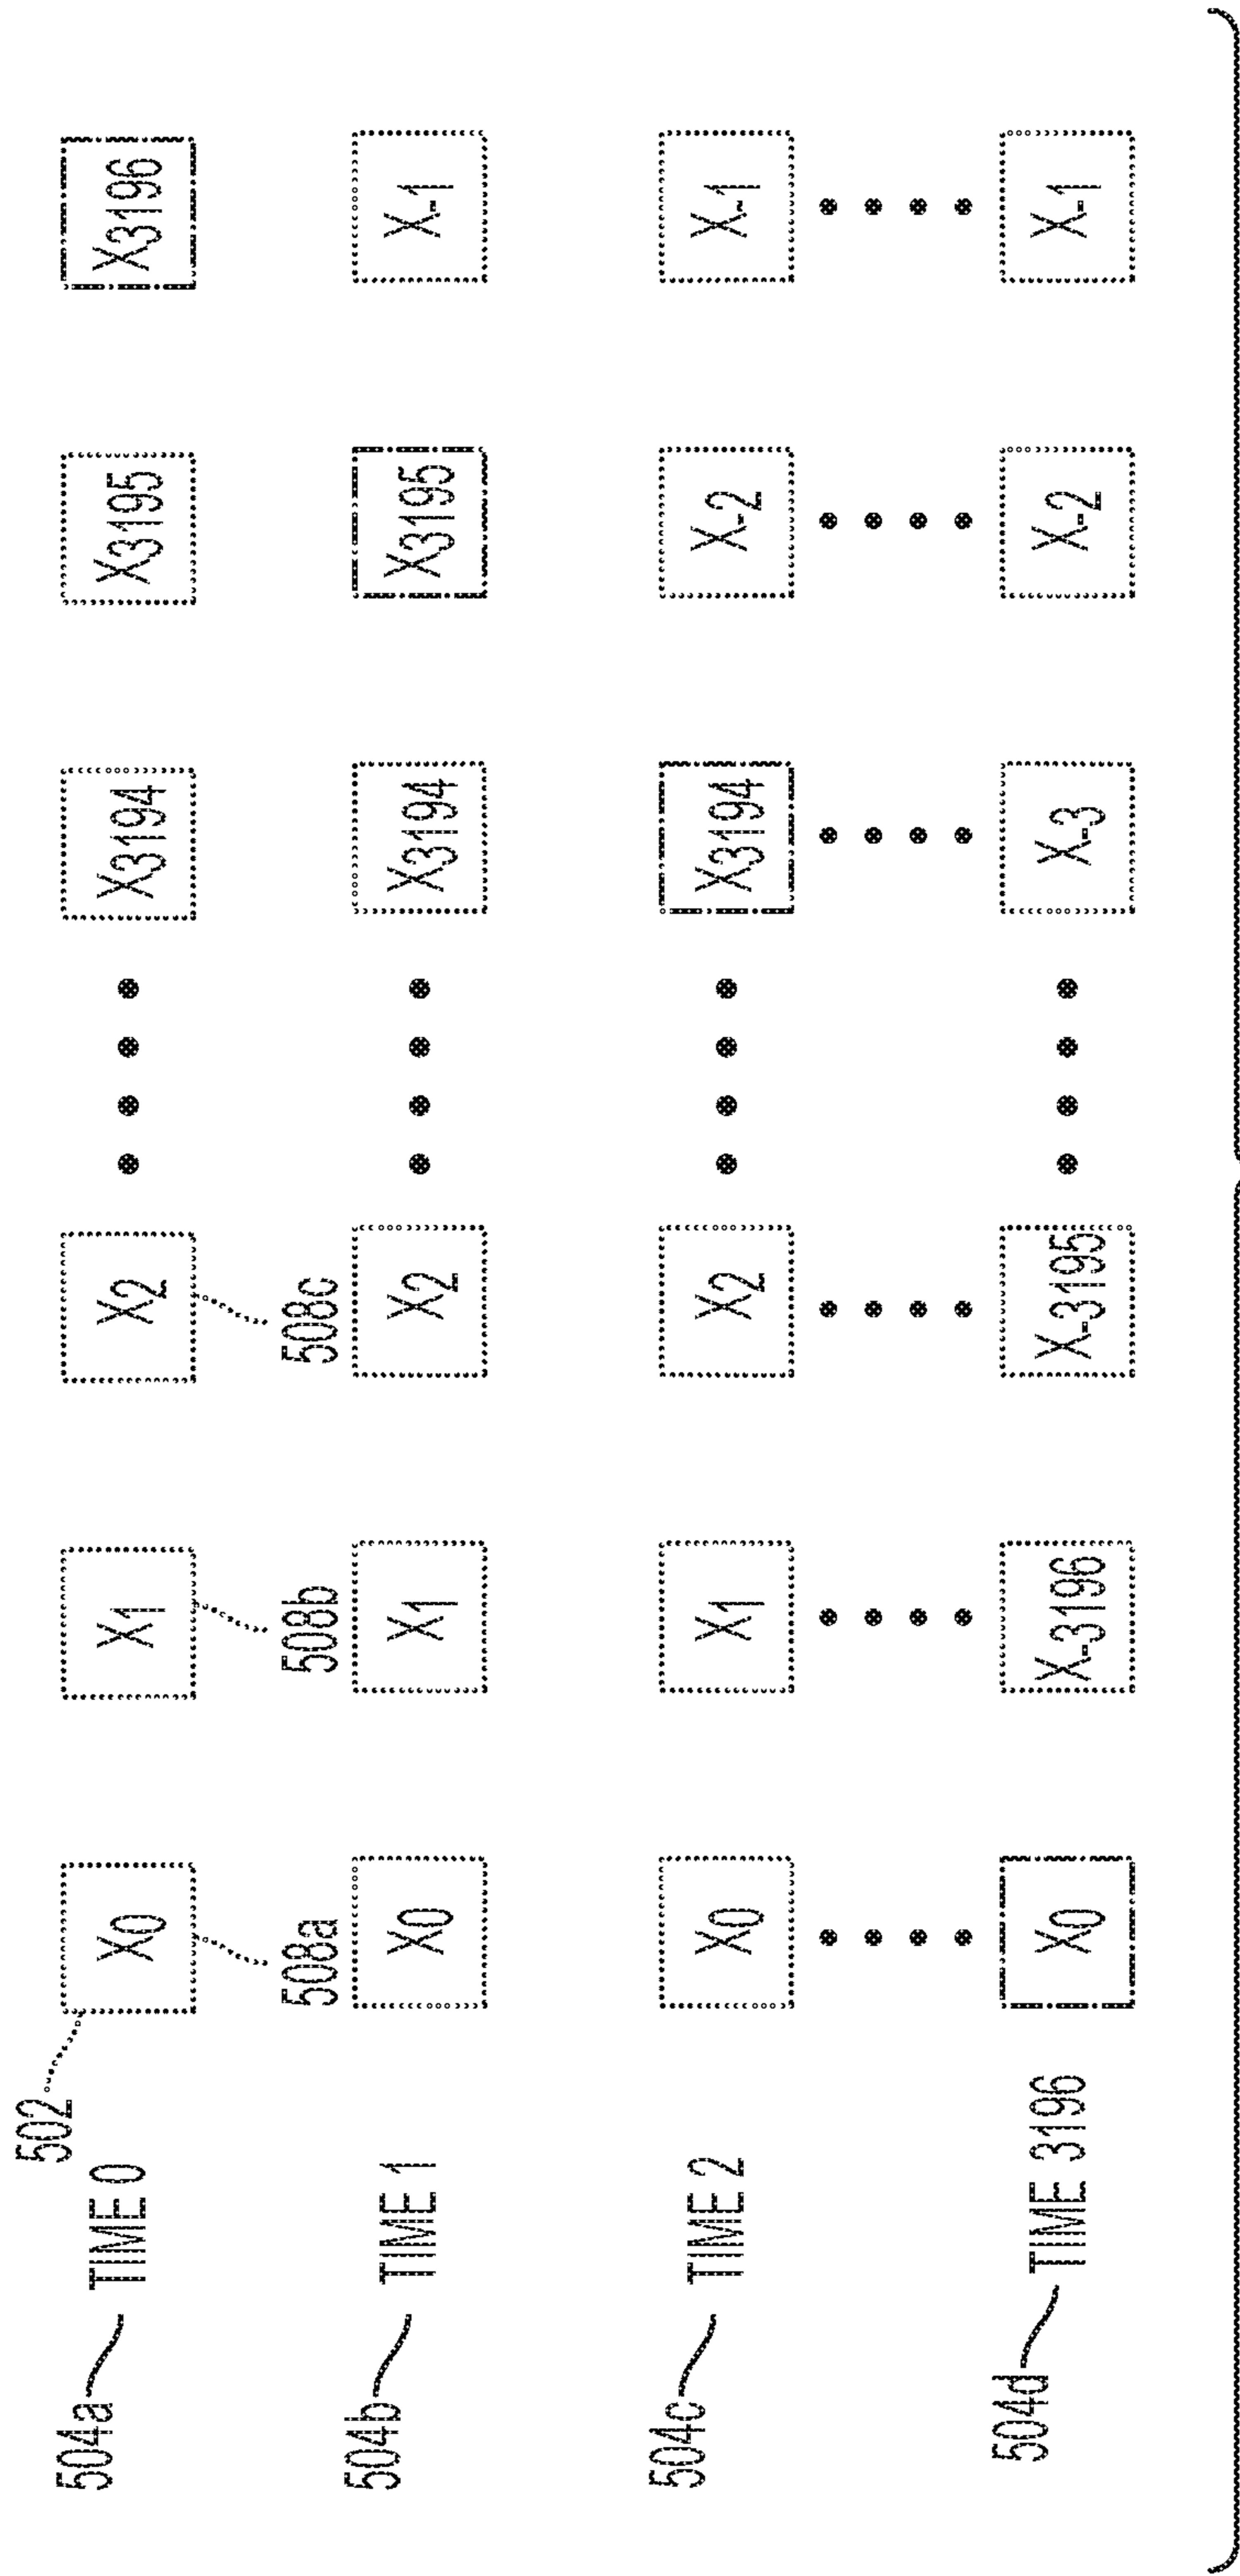 502
504a TIME 0 X0 X1 X2 X3194 X3195 X3196
508a 508b 508c
504b TIME 1 X0 X1 X2 X3194 X3195 X-1
504c TIME 2 X0 X1 X2 X3194 X-2 X-1
504d TIME 3196 X0 X-3196 X-3195 X-3 X-2 X-1